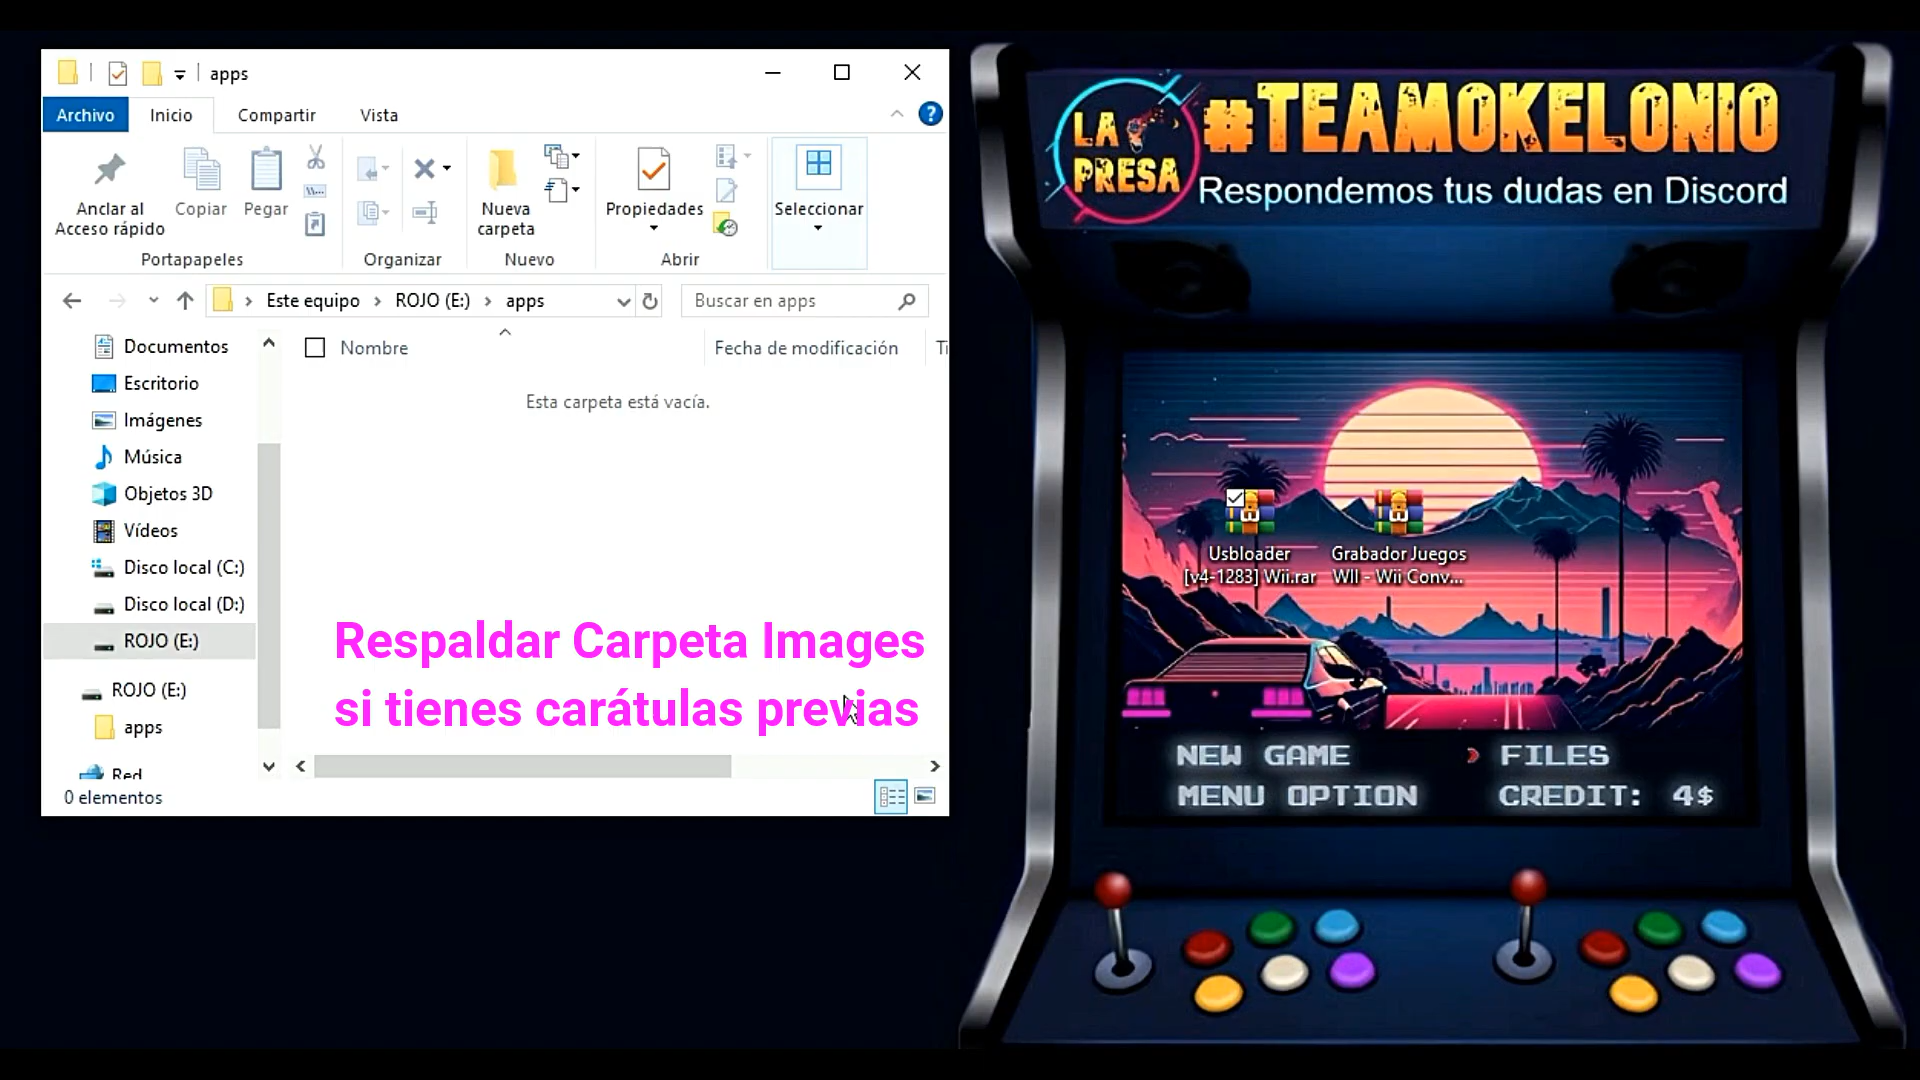 apps
Archivo
Inicio
Compartir
Vista
Anclar al
Acceso rápido
Copiar
Pegar
Nueva
carpeta
Propiedades
Seleccionar
Portapapeles
Organizar
Nuevo
Abrir
Este equipo
ROJO (E:)
apps
Buscar en apps
Nombre
Fecha de modificación
Ti
Esta carpeta está vacía.
Documentos
Escritorio
Imágenes
Música
Objetos 3D
Vídeos
Disco local (C:)
Disco local (D:)
ROJO (E:)
ROJO (E:)
apps
Red
0 elementos
Respaldar Carpeta Images
si tienes carátulas previas
LA
PRESA
#TEAMOKELONIO
Respondemos tus dudas en Discord
Usbloader
[v4-1283] Wii.rar
Grabador Juegos
WII - Wii Conv...
NEW GAME
FILES
MENU OPTION
CREDIT: 4$